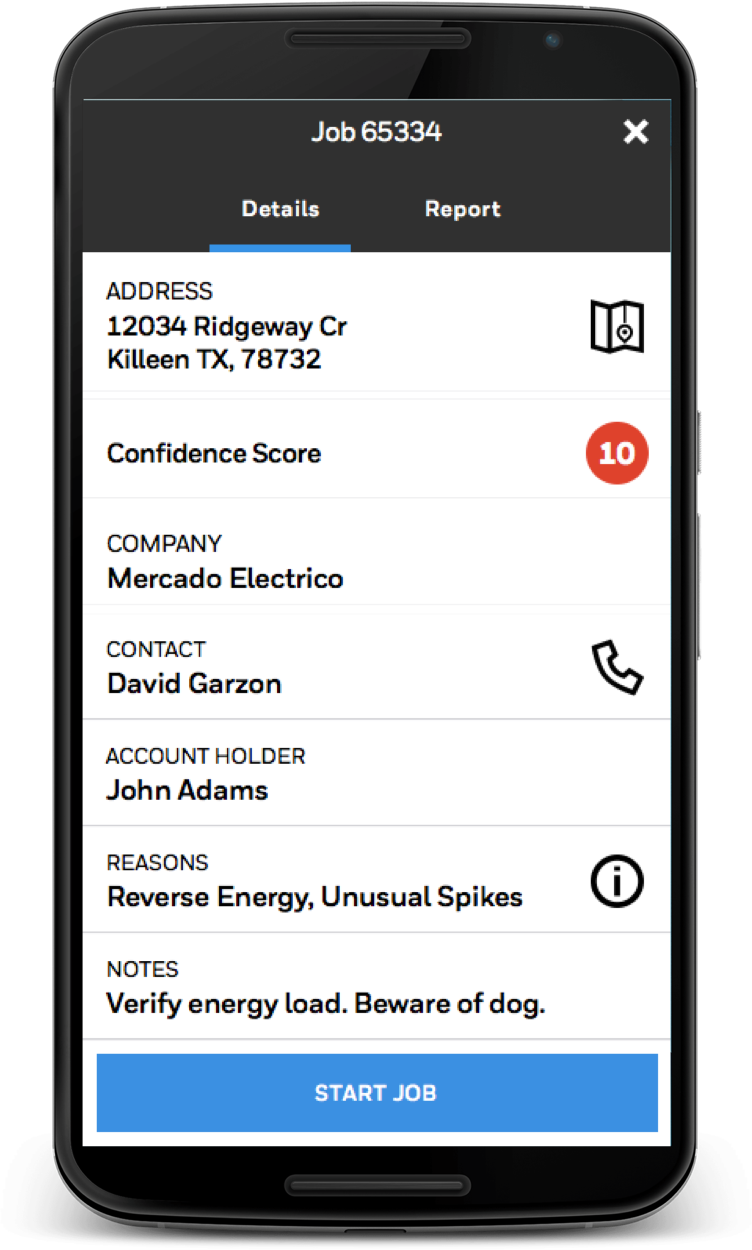 Job 65334
Details
Report
ADDRESS
12034 Ridgeway Cr
Killeen TX, 78732
Confidence Score
10
COMPANY
Mercado Electrico
CONTACT
David Garzon
ACCOUNT HOLDER
John Adams
REASONS
Reverse Energy, Unusual Spikes
NOTES
Verify energy load. Beware of dog.
START JOB